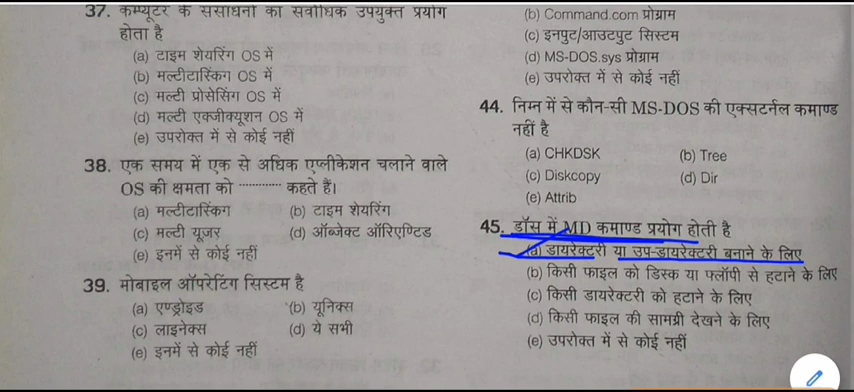 37. कम्प्यूटर के संसाधनों का सर्वाधिक उपयुक्त प्रयोग
होता है
(a) टाइम शेयरिंग OS में
(b) मल्टीटास्किंग OS में
(c) मल्टी प्रोसेसिंग OS में
(d) मल्टी एक्जीक्यूशन OS में
(e) उपरोक्त में से कोई नहीं
38. एक समय में एक से अधिक एप्लीकेशन चलाने वाले
OS की क्षमता को ............ कहते हैं।
(a) मल्टीटास्किंग (b) टाइम शेयरिंग
(c) मल्टी यूज़र (d) ऑब्जेक्ट ऑरिएण्टिड
(e) इनमें से कोई नहीं
39. मोबाइल ऑपरेटिंग सिस्टम है
(a) एण्ड्रोइड (b) यूनिक्स
(c) लाइनेक्स (d) ये सभी
(e) इनमें से कोई नहीं
(b) Command.com प्रोग्राम
(c) इनपुट/आउटपुट सिस्टम
(d) MS-DOS.sys प्रोग्राम
(e) उपरोक्त में से कोई नहीं
44. निम्न में से कौन-सी MS-DOS की एक्सटर्नल कमाण्ड
नहीं है
(a) CHKDSK (b) Tree
(c) Diskcopy (d) Dir
(e) Attrib
45. डॉस में MD कमाण्ड प्रयोग होती है
(a) डायरेक्टरी या उप-डायरेक्टरी बनाने के लिए
(b) किसी फाइल को डिस्क या फ्लॉपी से हटाने के लिए
(c) किसी डायरेक्टरी को हटाने के लिए
(d) किसी फाइल की सामग्री देखने के लिए
(e) उपरोक्त में से कोई नहीं